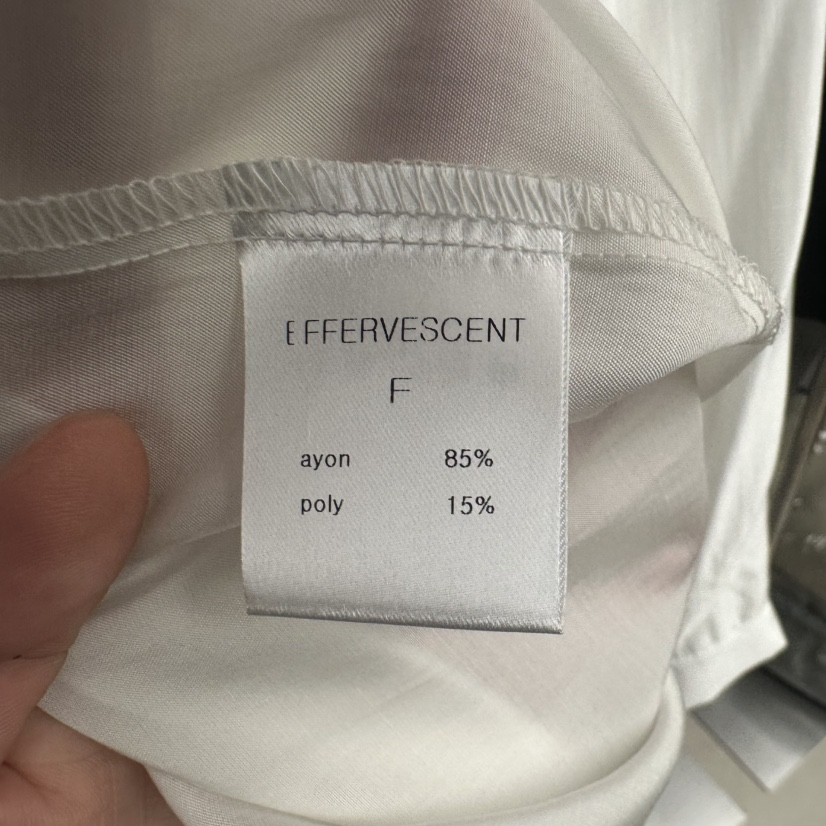 EFFERVESCENT
F
ayon 85%
poly 15%